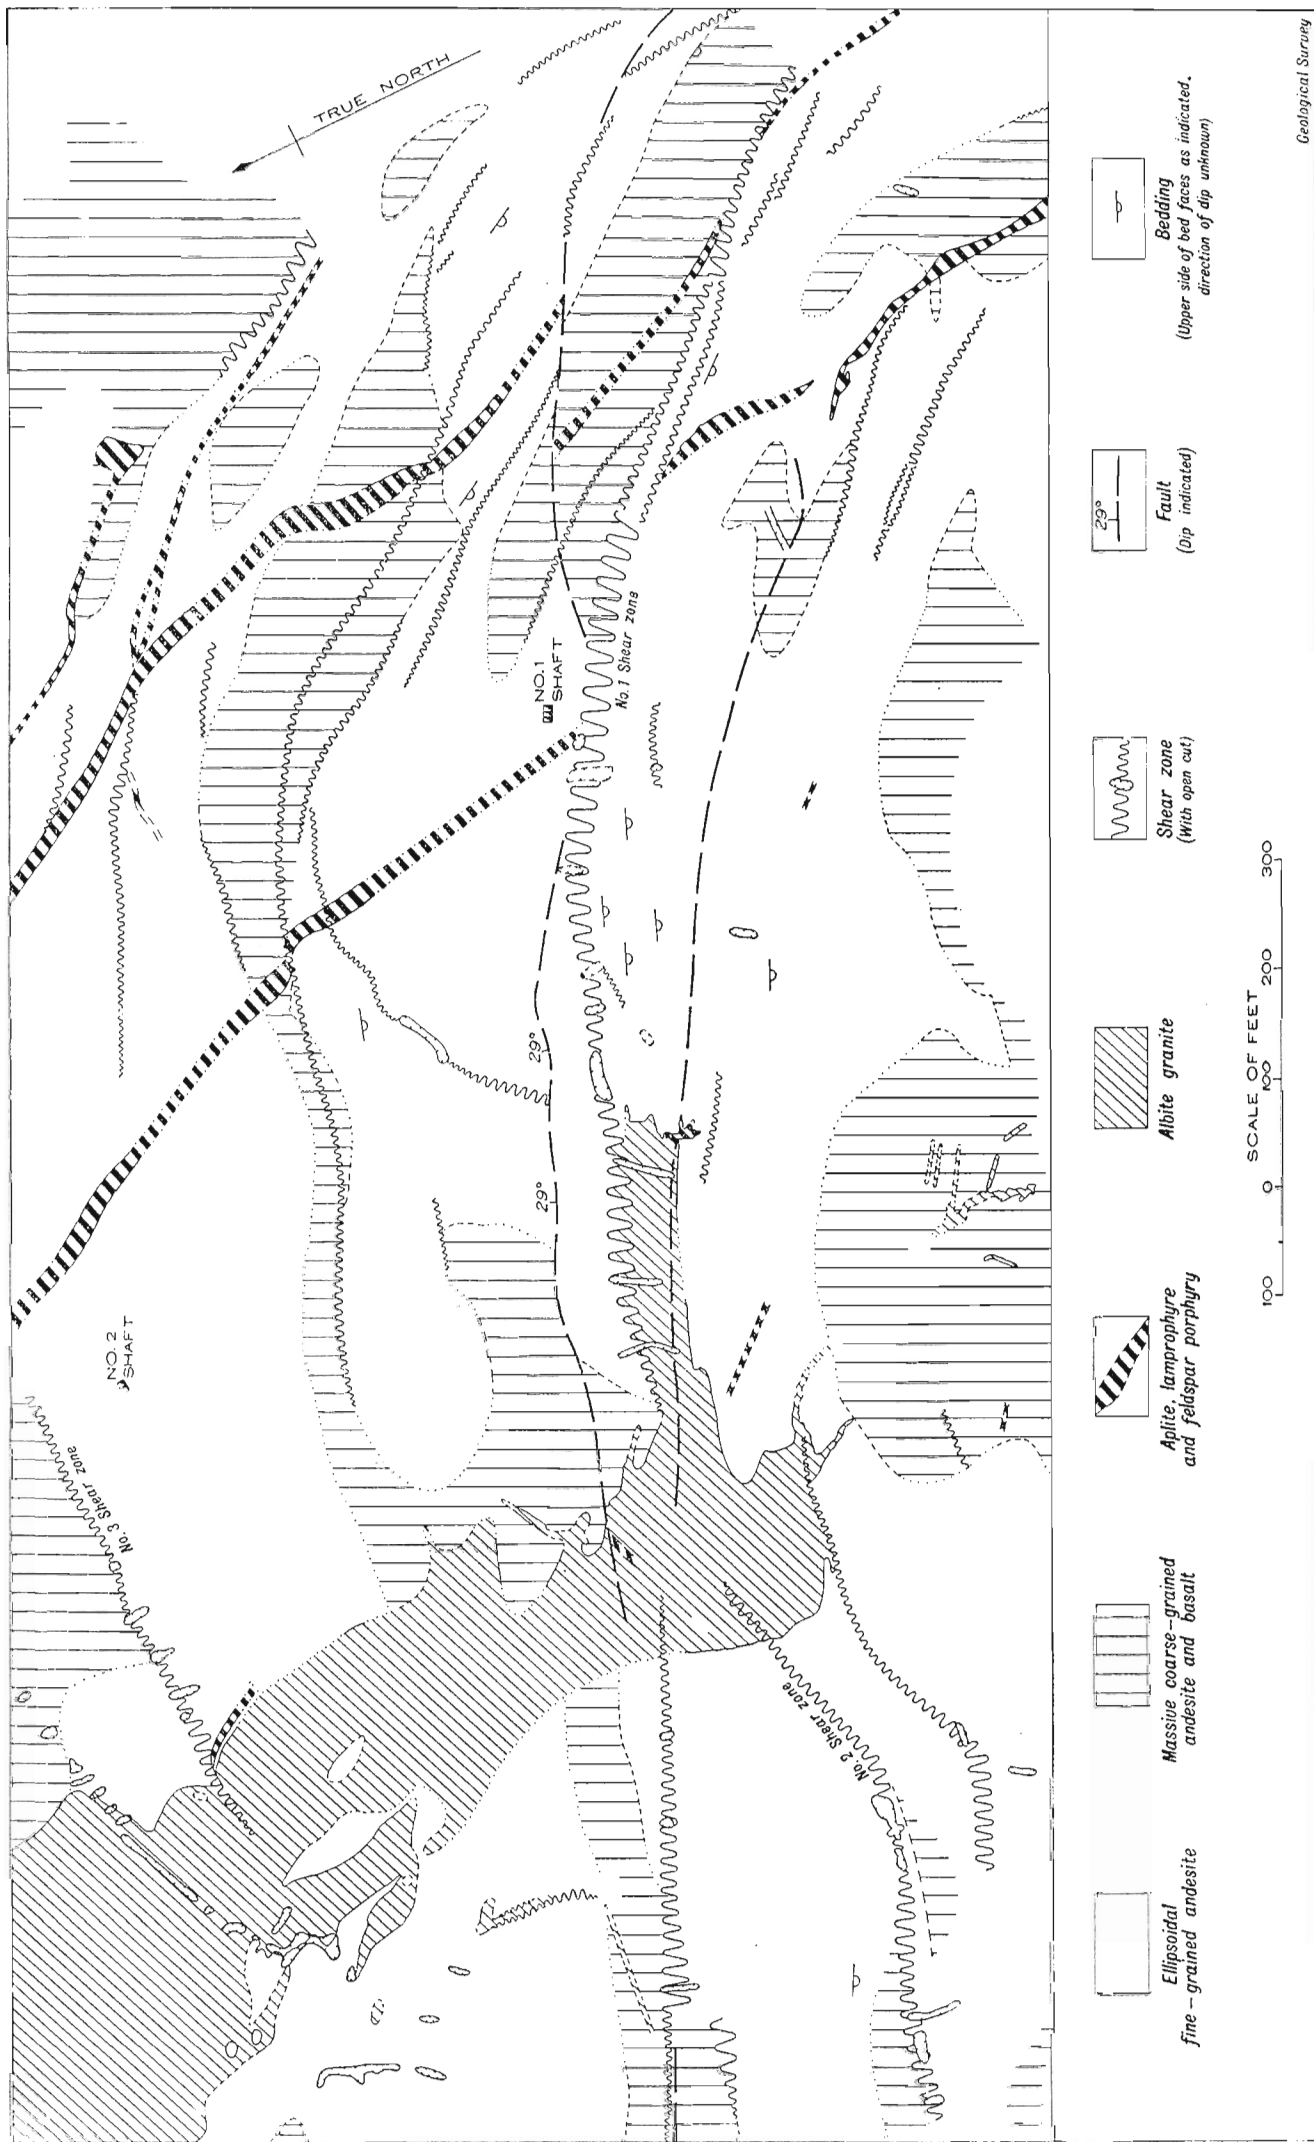 TRUE NORTH
NO.1
SHAFT
No.1 Shear zone
29°
29°
NO.2
SHAFT
No.3 Shear zone
No.2 Shear zone
Ellipsoidal
fine-grained andesite
Massive coarse-grained
andesite and basalt
Aplite, lamprophyre
and feldspar porphyry
Albite granite
Shear zone
(With open cut)
29°
Fault
(Dip indicated)
Bedding
(Upper side of bed faces as indicated.
direction of dip unknown)
SCALE OF FEET
100 0 100 200 300
Geological Survey